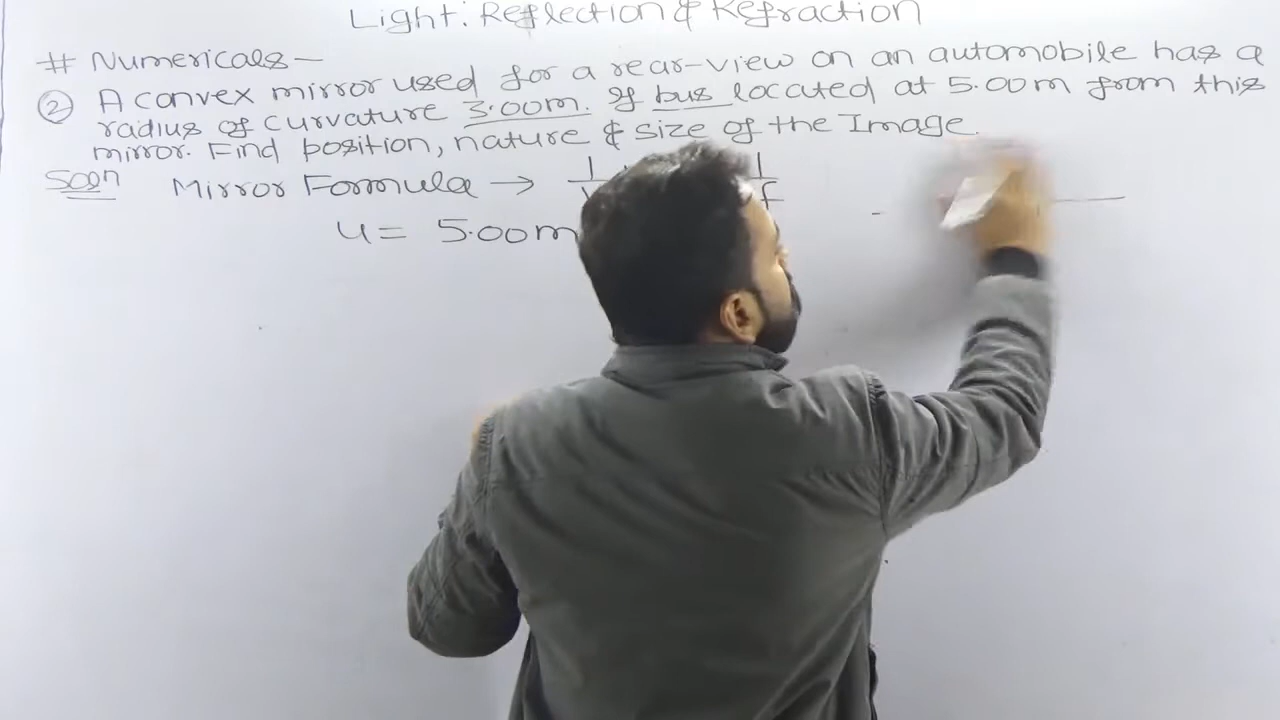 Light: Reflection & Refraction
# Numericals—
② A convex mirror used for a rear-view on an automobile has a
radius of curvature 3.00m. If bus located at 5.00m from this
mirror. Find position, nature & size of the Image.
Soln Mirror Formula → 1 1
f
u = 5.00m